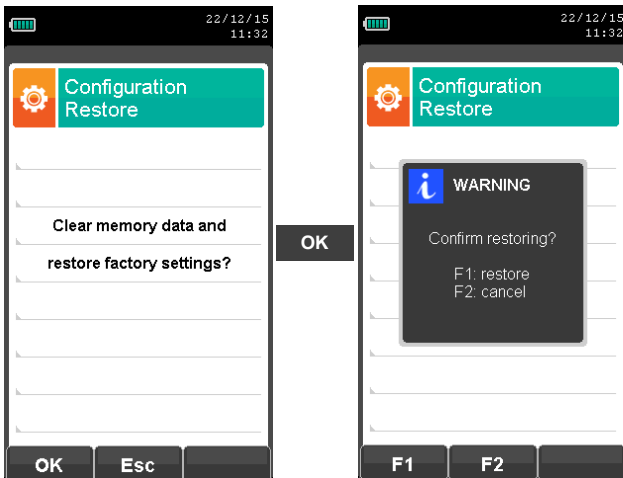 22/12/15
11:32
Configuration
Restore
Clear memory data and
restore factory settings?
OK Esc
OK
22/12/15
11:32
Configuration
Restore
i WARNING
Confirm restoring?
F1: restore
F2: cancel
F1 F2